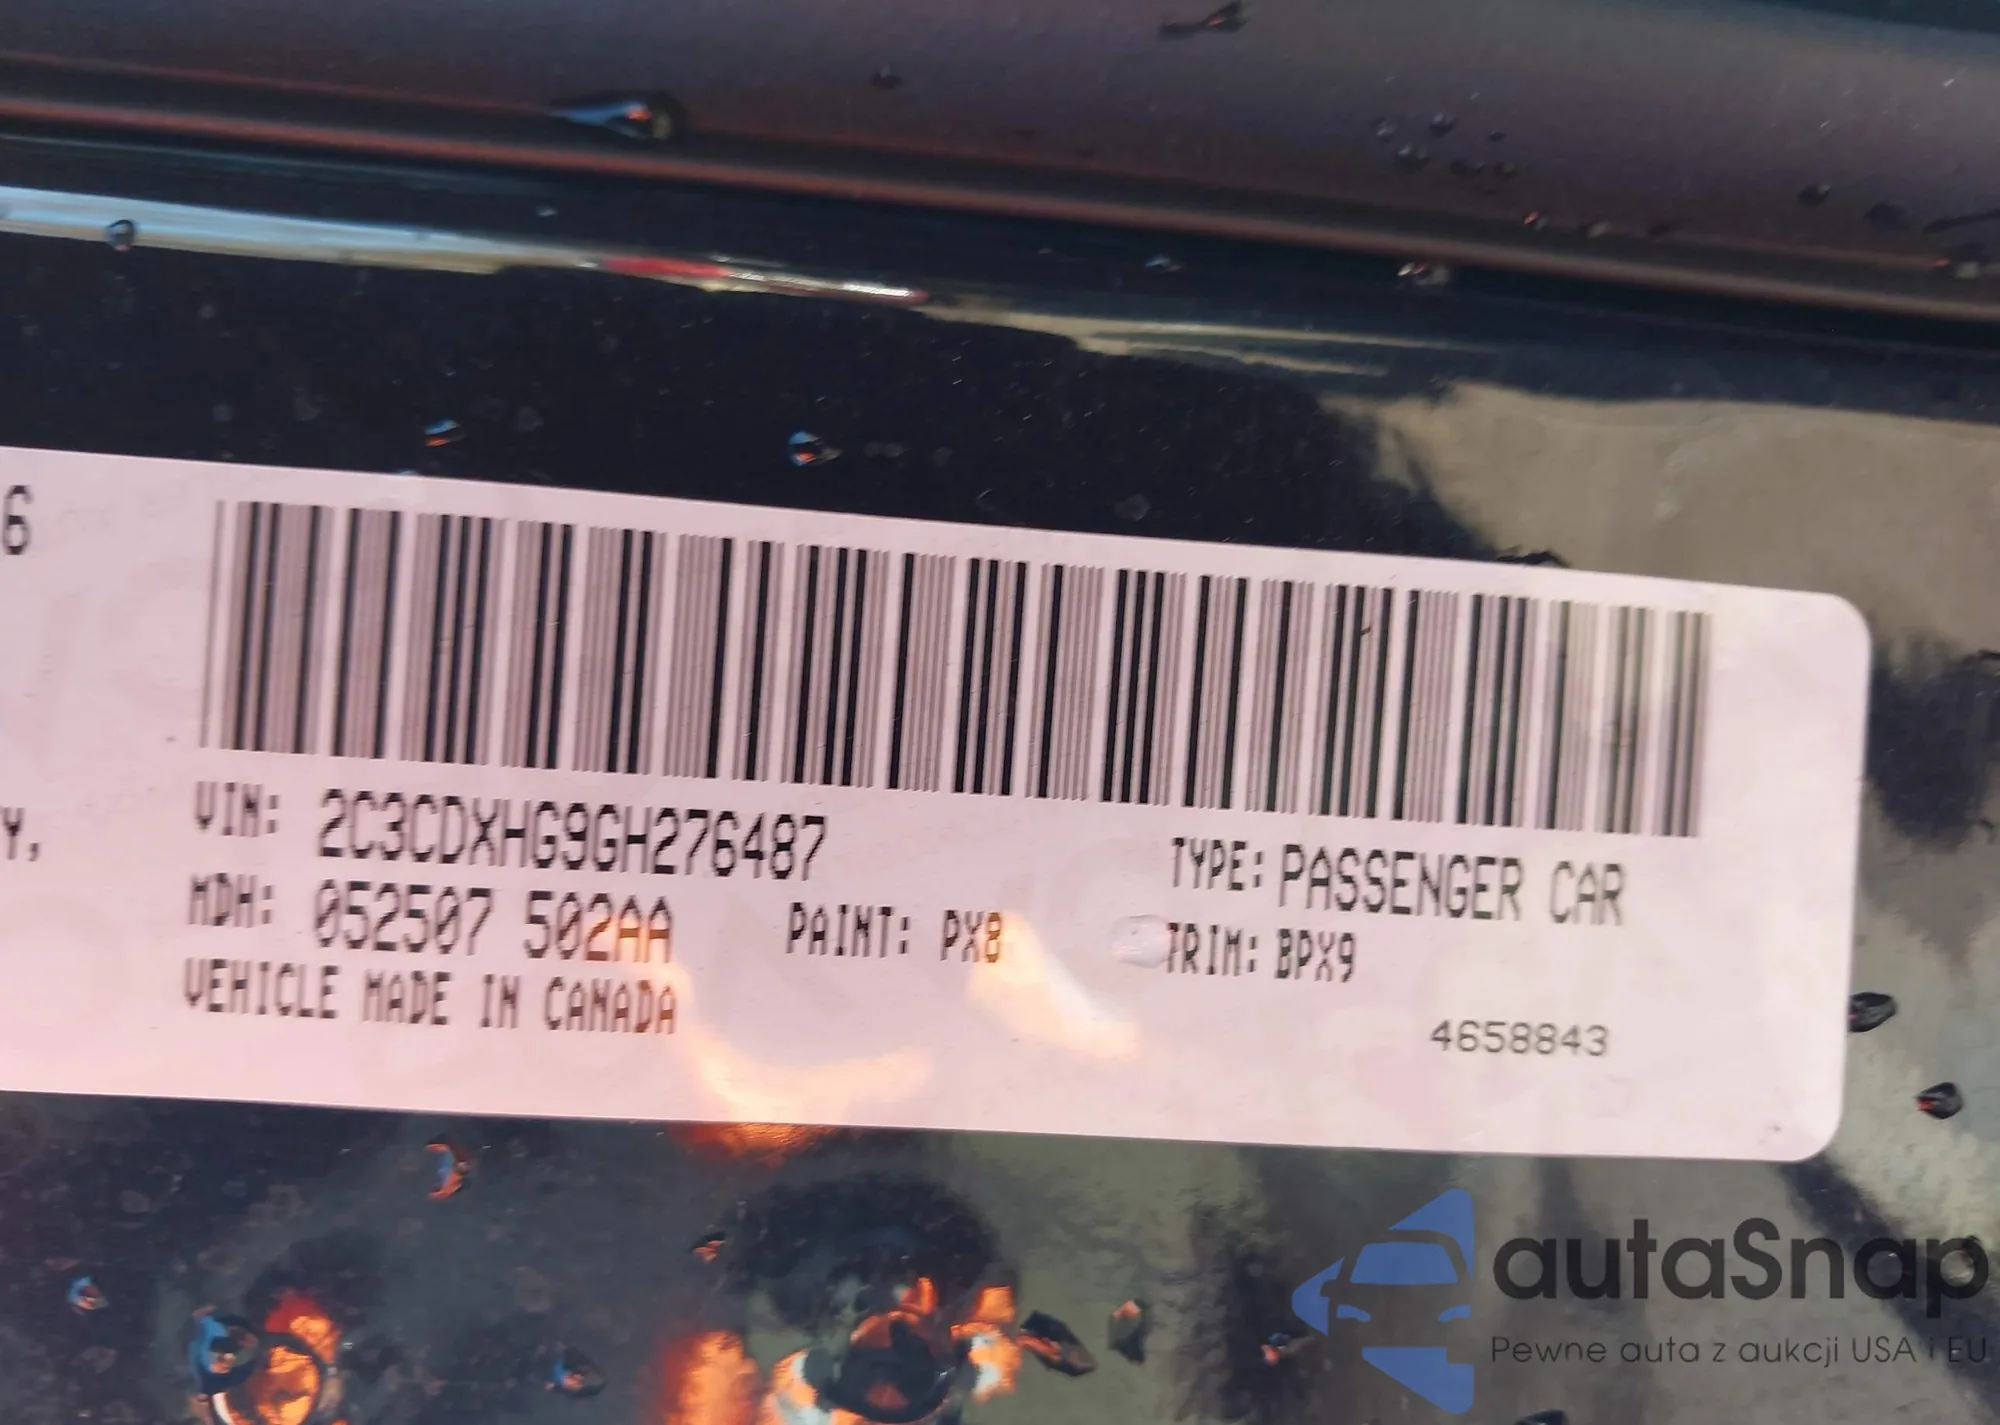 6
Y,
VIN: 2C3CDXHG9GH276487
TYPE: PASSENGER CAR
MDH: 052507 502AA
PAINT: PX8
TRIM: BPX9
VEHICLE MADE IN CANADA
4658843
autaSnap
Pewne auta z aukcji USA i EU